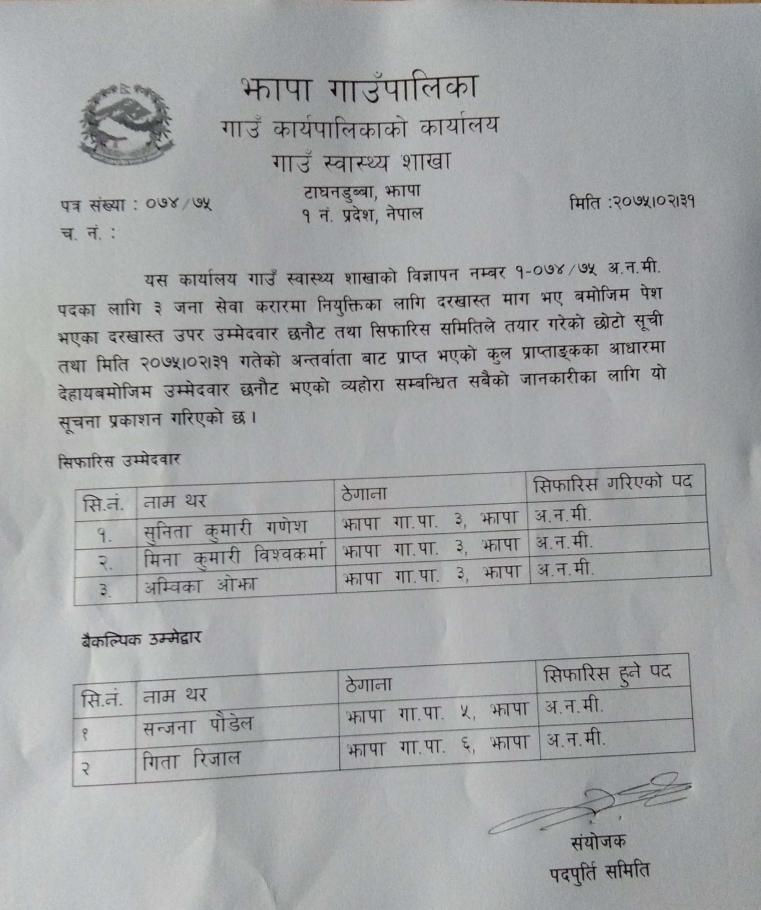 झापा गाउँपालिका
गाउँ कार्यपालिकाको कार्यालय
गाउँ स्वास्थ्य शाखा
टाघनडुब्बा, झापा
पत्र संख्या : ०७४/७५
१ नं. प्रदेश, नेपाल
मिति :२०७५।०२।३१
च. नं. :
यस कार्यालय गाउँ स्वास्थ्य शाखाको विज्ञापन नम्बर १-०७४/७५ अ.न.मी.
पदका लागि ३ जना सेवा करारमा नियुक्तिका लागि दरखास्त माग भए बमोजिम पेश
भएका दरखास्त उपर उम्मेदवार छनौट तथा सिफारिस समितिले तयार गरेको छोटो सूची
तथा मिति २०७५।०२।३१ गतेको अन्तर्वाता बाट प्राप्त भएको कुल प्राप्ताङ्कका आधारमा
देहायबमोजिम उम्मेदवार छनौट भएको व्यहोरा सम्बन्धित सबैको जानकारीका लागि यो
सूचना प्रकाशन गरिएको छ ।
सिफारिस उम्मेदवार
सि.नं. नाम थर ठेगाना सिफारिस गरिएको पद
१. सुनिता कुमारी गणेश झापा गा.पा. ३, झापा अ.न.मी.
२. मिना कुमारी विश्वकर्मा झापा गा.पा. ३, झापा अ.न.मी.
३. अम्विका ओझा झापा गा.पा. ३, झापा अ.न.मी.
बैकल्पिक उम्मेद्वार
सि.नं. नाम थर ठेगाना सिफारिस हुने पद
१ सन्जना पौडेल झापा गा.पा. ५, झापा अ.न.मी.
२ गिता रिजाल झापा गा.पा. ६, झापा अ.न.मी.
संयोजक
पदपुर्ति समिति